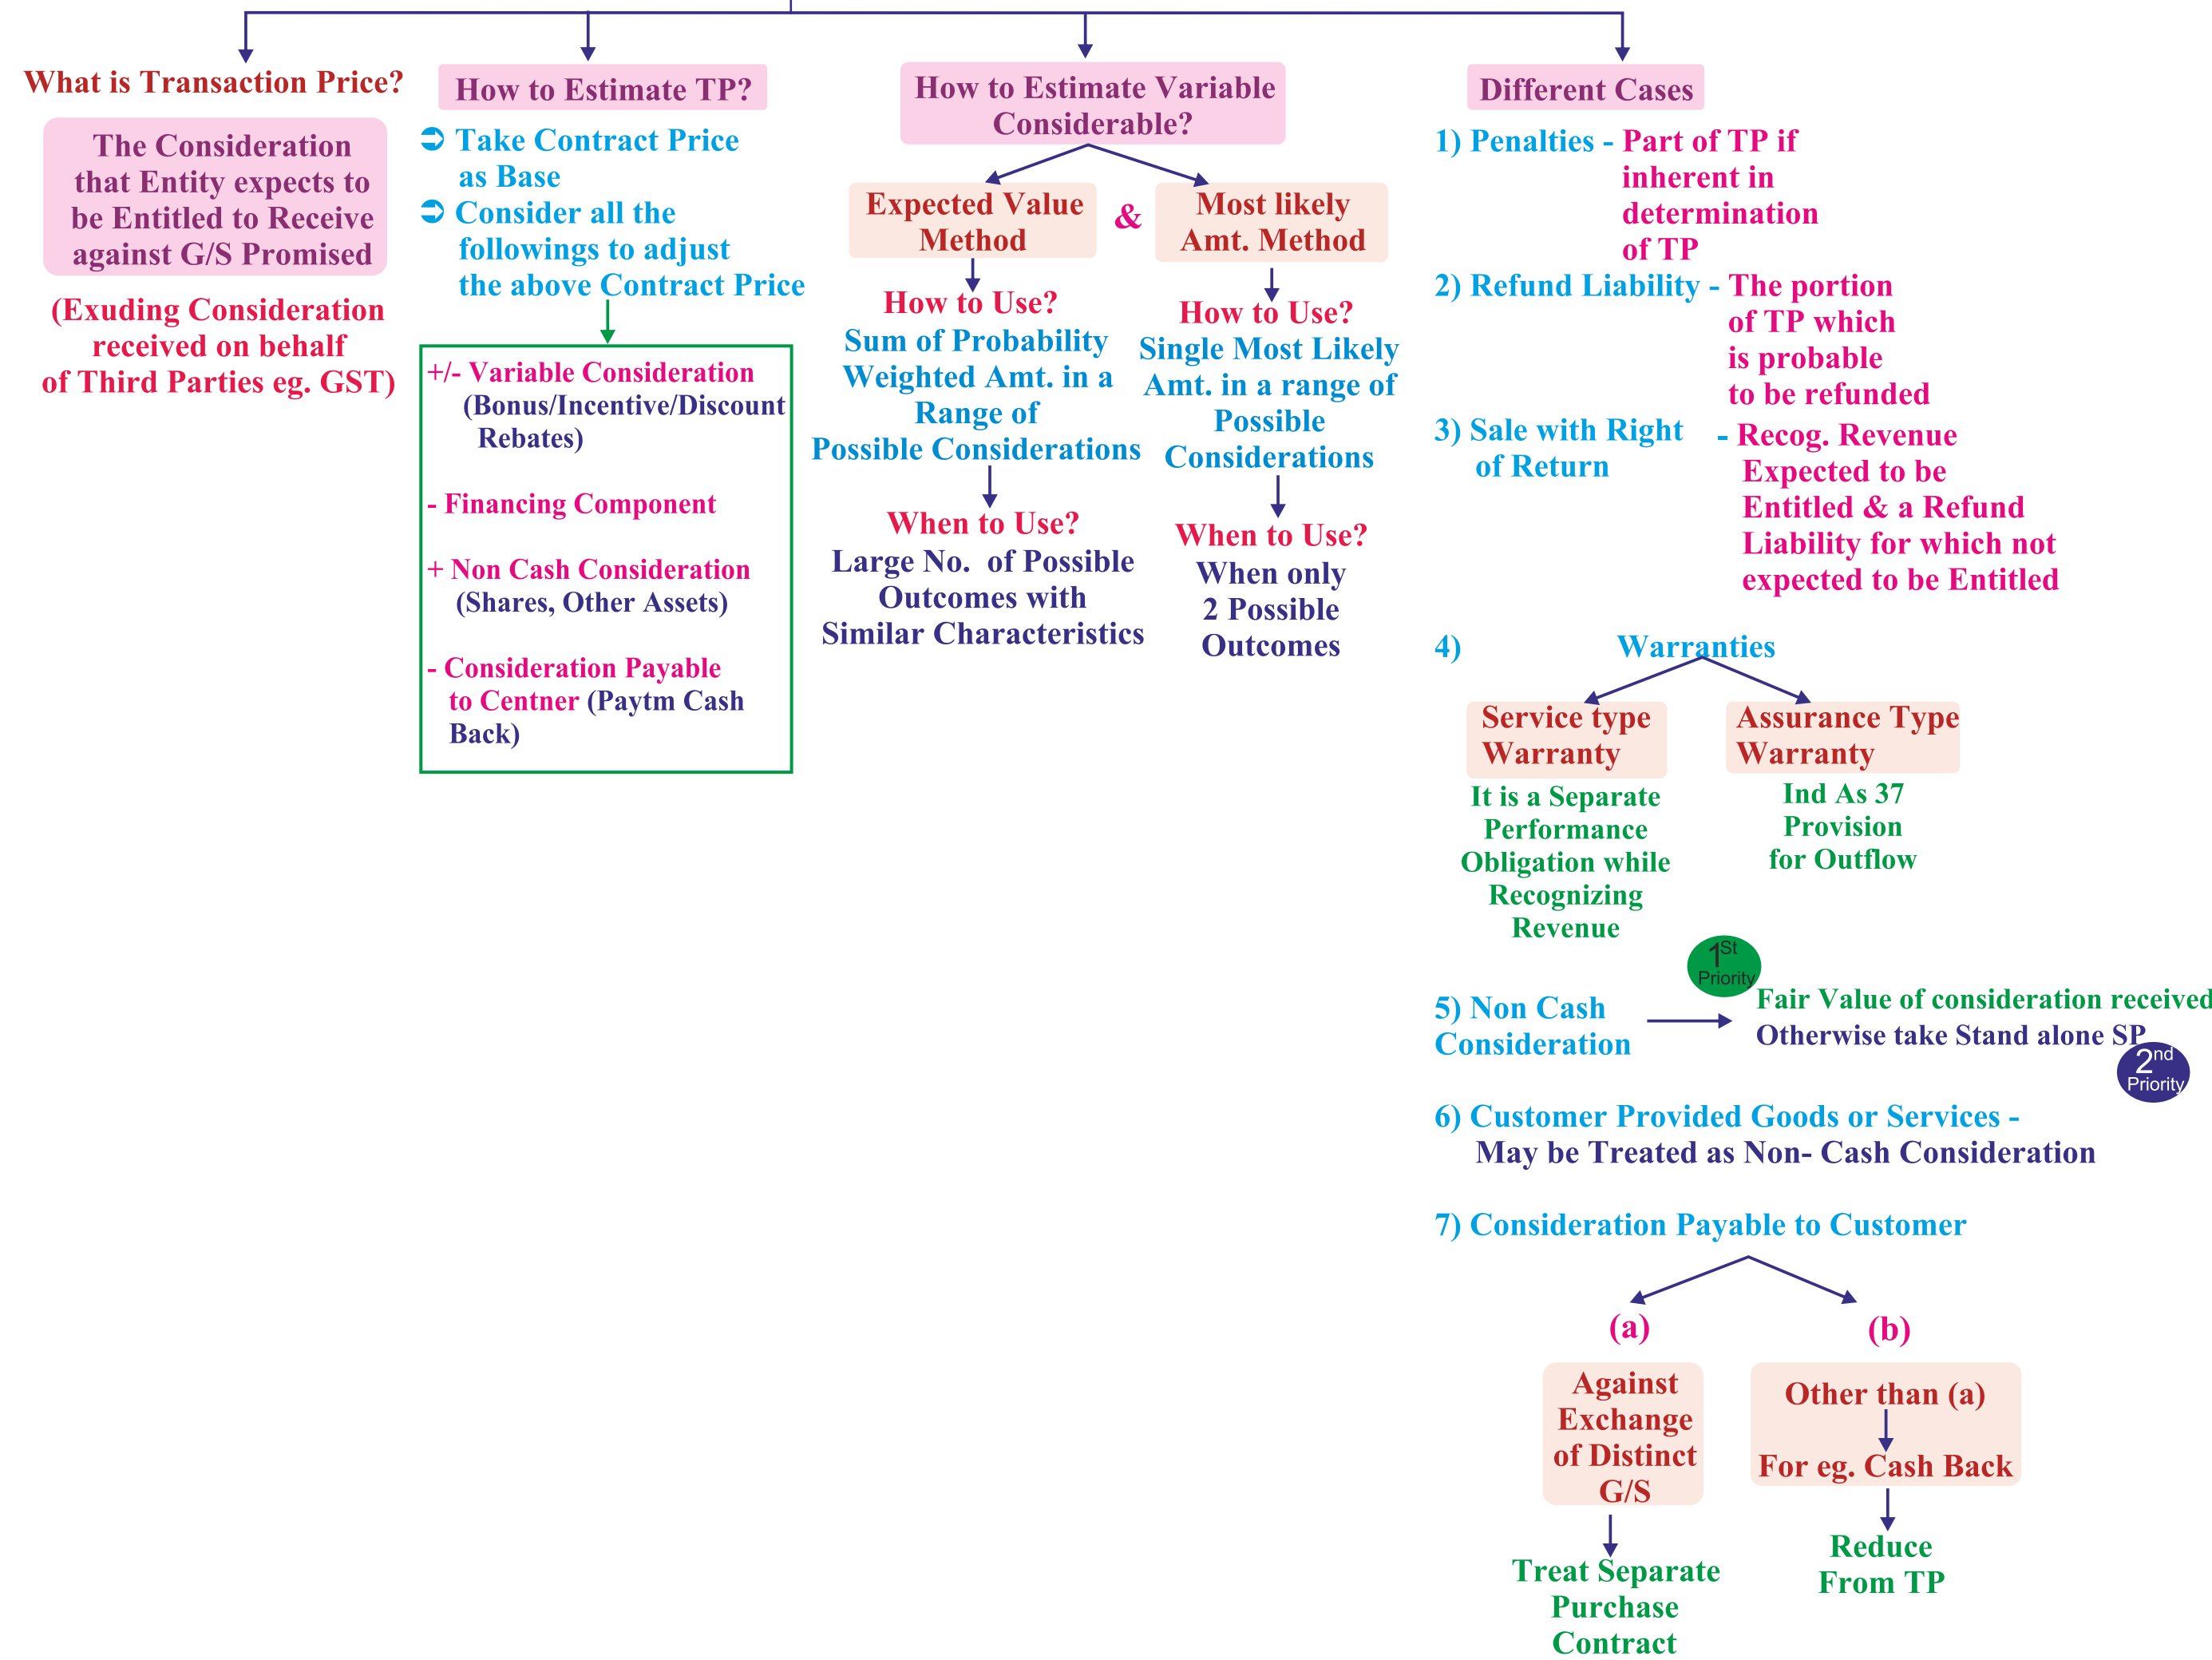 What is Transaction Price?
The Consideration
that Entity expects to
be Entitled to Receive
against G/S Promised
(Exuding Consideration
received on behalf
of Third Parties eg. GST)
How to Estimate TP?
Take Contract Price
as Base
Consider all the
followings to adjust
the above Contract Price
+/- Variable Consideration
(Bonus/Incentive/Discount
Rebates)
- Financing Component
+ Non Cash Consideration
(Shares, Other Assets)
- Consideration Payable
to Centner (Paytm Cash
Back)
How to Estimate Variable
Considerable?
Expected Value
Method
How to Use?
Sum of Probability
Weighted Amt. in a
Range of
Possible Considerations
When to Use?
Large No. of Possible
Outcomes with
Similar Characteristics
&
Most likely
Amt. Method
How to Use?
Single Most Likely
Amt. in a range of
Possible
Considerations
When to Use?
When only
2 Possible
Outcomes
Different Cases
1) Penalties - Part of TP if
inherent in
determination
of TP
2) Refund Liability - The portion
of TP which
is probable
to be refunded
3) Sale with Right
of Return
- Recog. Revenue
Expected to be
Entitled & a Refund
Liability for which not
expected to be Entitled
4) Warranties
Service type
Warranty
It is a Separate
Performance
Obligation while
Recognizing
Revenue
Assurance Type
Warranty
Ind As 37
Provision
for Outflow
5) Non Cash
Consideration
1St
Priority
Fair Value of consideration received
Otherwise take Stand alone SP
2nd
Priority
6) Customer Provided Goods or Services -
May be Treated as Non- Cash Consideration
7) Consideration Payable to Customer
(a)
Against
Exchange
of Distinct
G/S
Treat Separate
Purchase
Contract
(b)
Other than (a)
For eg. Cash Back
Reduce
From TP